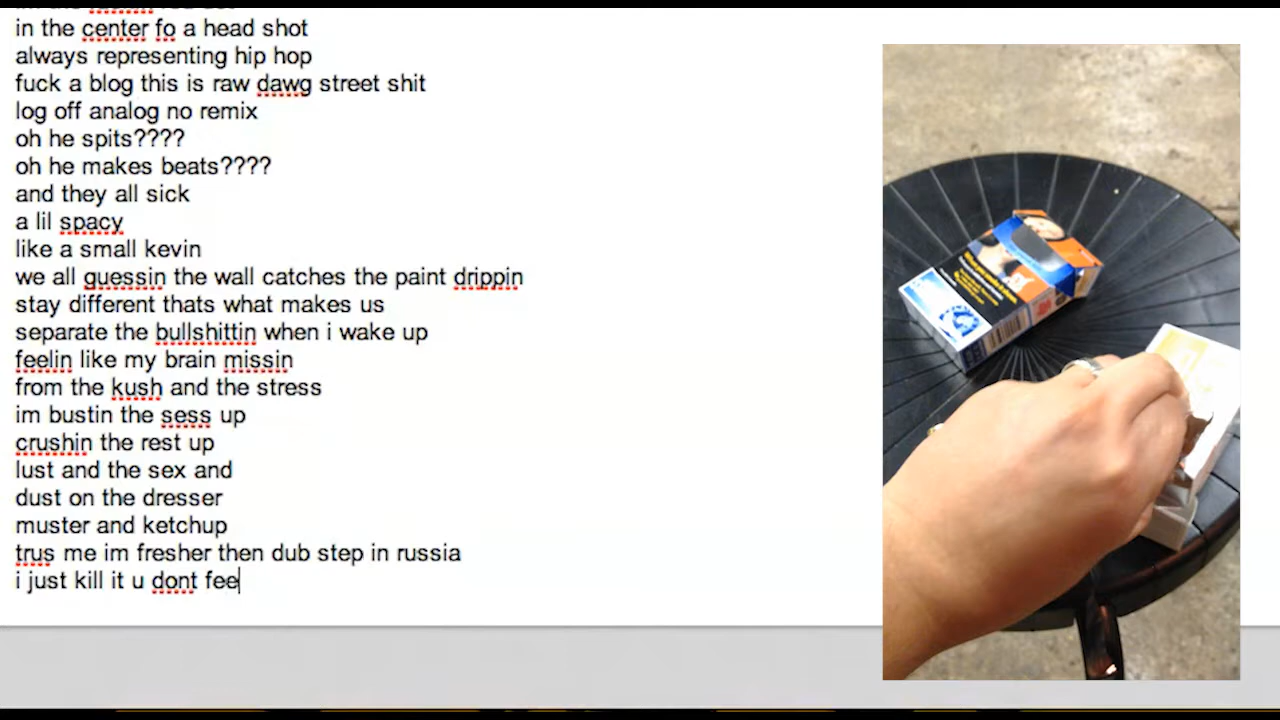 in the center fo a head shot
always representing hip hop
fuck a blog this is raw dawg street shit
log off analog no remix
oh he spits????
oh he makes beats????
and they all sick
a lil spacy
like a small kevin
we all guessin the wall catches the paint drippin
stay different thats what makes us
separate the bullshittin when i wake up
feelin like my brain missin
from the kush and the stress
im bustin the sess up
crushin the rest up
lust and the sex and
dust on the dresser
muster and ketchup
trus me im fresher then dub step in russia
i just kill it u dont fee